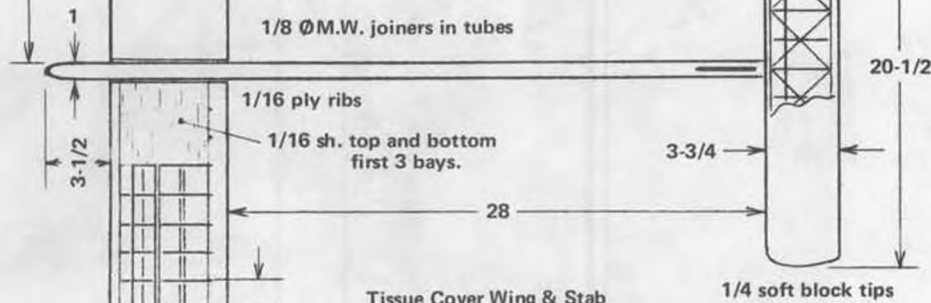 1
1/8 ØM.W. joiners in tubes
20-1/2
1/16 ply ribs
1/16 sh. top and bottom
first 3 bays.
3-1/2
3-3/4
28
1/4 soft block tips
Tissue Cover Wing & Stab